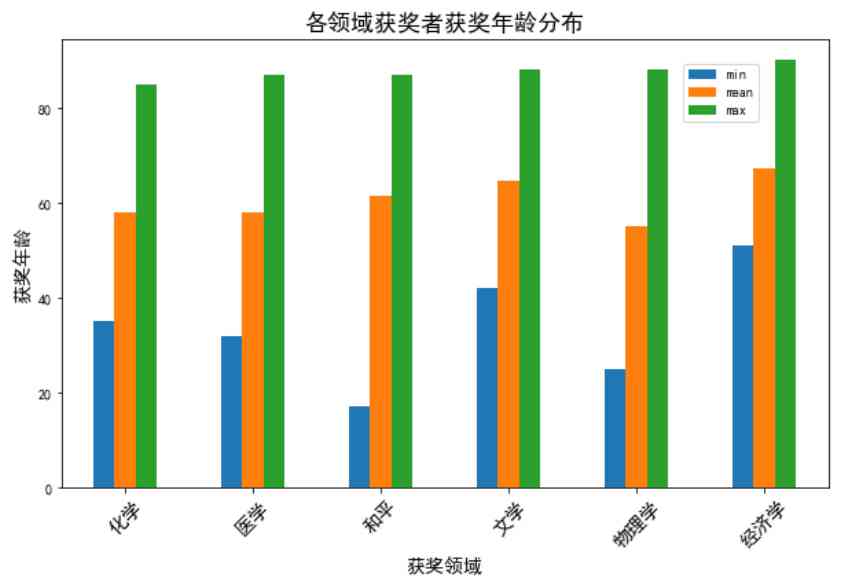 各领域获奖者获奖年龄分布
min
mean
max
获奖年龄
80
60
40
20
0
化学
医学
和平
文学
物理学
经济学
获奖领域